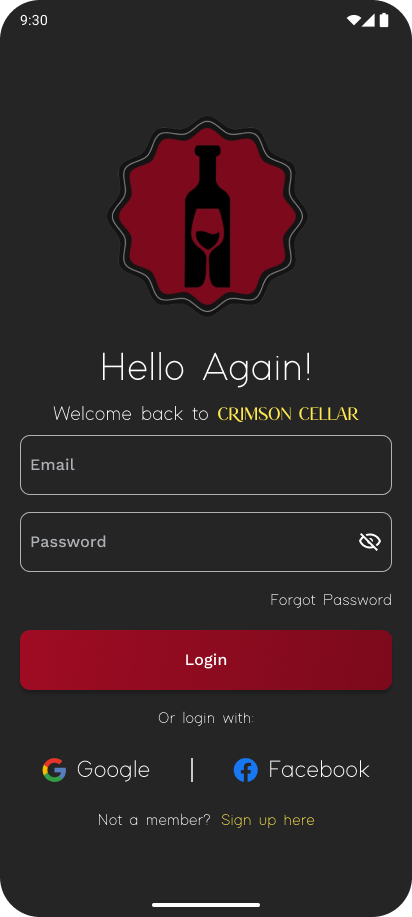 9:30
Hello Again!
Welcome back to CRIMSON CELLAR
Email
Password
Forgot Password
Login
Or login with:
Google | Facebook
Not a member? Sign up here